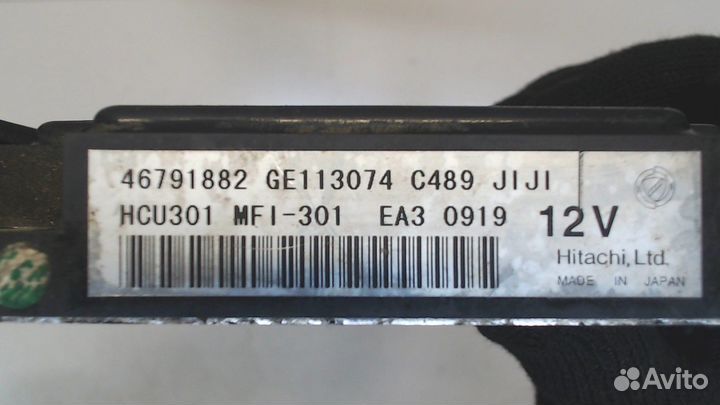 46791882 GE113074 C489 JIJI
HCU301 MFI-301 EA3 0919 12V
Hitachi, Ltd.
MADE IN JAPAN
Avito